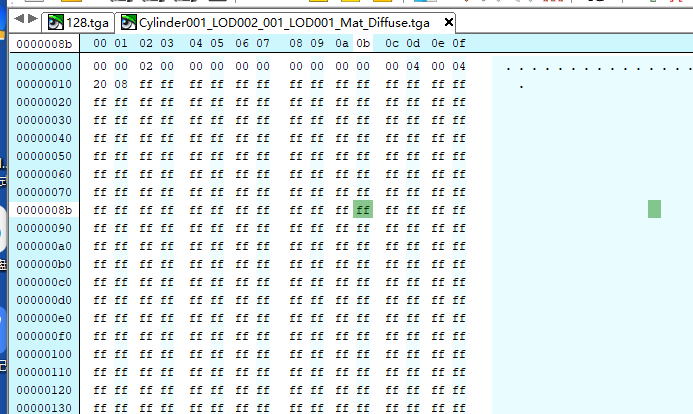 128.tga Cylinder001_LOD002_001_LOD001_Mat_Diffuse.tga
0000008b 00 01 02 03 04 05 06 07 08 09 0a 0b 0c 0d 0e 0f
00000000 00 00 02 00 00 00 00 00 00 00 00 00 00 04 00 04 . . . . . . . . . . . . . . .
00000010 20 08 ff ff ff ff ff ff ff ff ff ff ff ff ff ff .
00000020 ff ff ff ff ff ff ff ff ff ff ff ff ff ff ff ff
00000030 ff ff ff ff ff ff ff ff ff ff ff ff ff ff ff ff
00000040 ff ff ff ff ff ff ff ff ff ff ff ff ff ff ff ff
00000050 ff ff ff ff ff ff ff ff ff ff ff ff ff ff ff ff
00000060 ff ff ff ff ff ff ff ff ff ff ff ff ff ff ff ff
00000070 ff ff ff ff ff ff ff ff ff ff ff ff ff ff ff ff
0000008b ff ff ff ff ff ff ff ff ff ff ff ff ff ff ff ff
00000090 ff ff ff ff ff ff ff ff ff ff ff ff ff ff ff ff
000000a0 ff ff ff ff ff ff ff ff ff ff ff ff ff ff ff ff
000000b0 ff ff ff ff ff ff ff ff ff ff ff ff ff ff ff ff
000000c0 ff ff ff ff ff ff ff ff ff ff ff ff ff ff ff ff
000000d0 ff ff ff ff ff ff ff ff ff ff ff ff ff ff ff ff
000000e0 ff ff ff ff ff ff ff ff ff ff ff ff ff ff ff ff
000000f0 ff ff ff ff ff ff ff ff ff ff ff ff ff ff ff ff
00000100 ff ff ff ff ff ff ff ff ff ff ff ff ff ff ff ff
00000110 ff ff ff ff ff ff ff ff ff ff ff ff ff ff ff ff
00000120 ff ff ff ff ff ff ff ff ff ff ff ff ff ff ff ff
00000130 ff ff ff ff ff ff ff ff ff ff ff ff ff ff ff ff